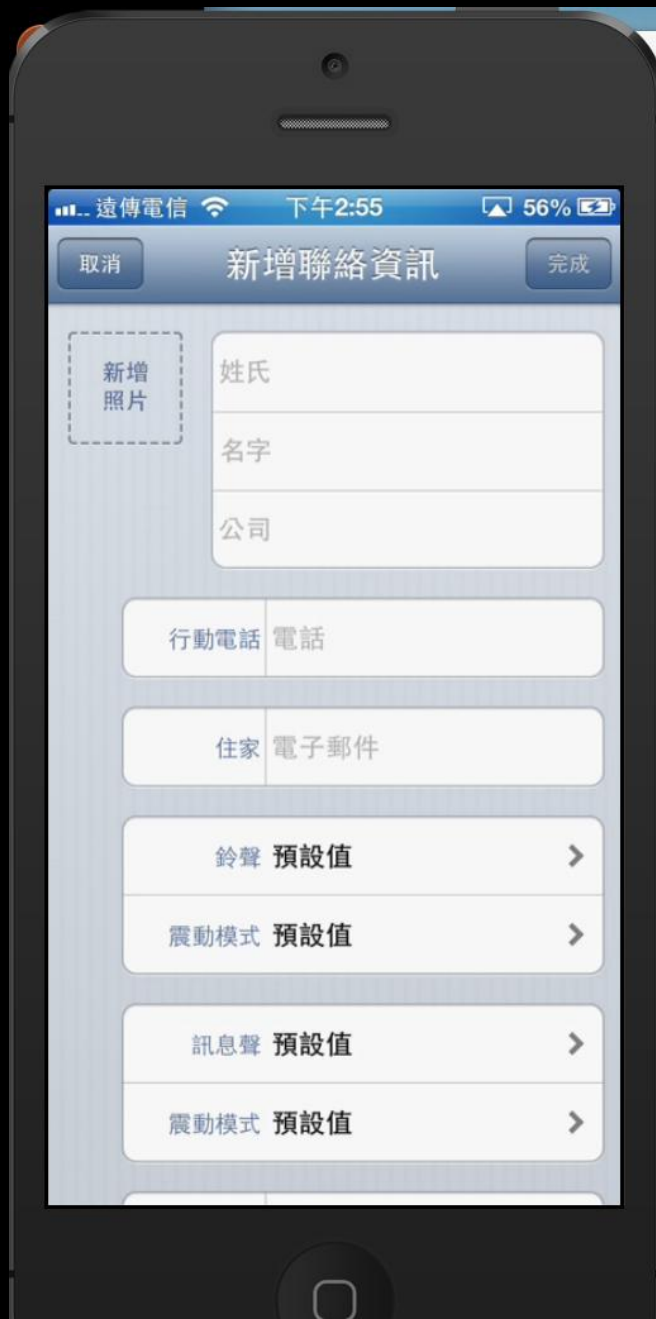 遠傳電信 下午2:55 56%
取消 新增聯絡資訊 完成
新增
照片
姓氏
名字
公司
行動電話 電話
住家 電子郵件
鈴聲 預設值
震動模式 預設值
訊息聲 預設值
震動模式 預設值